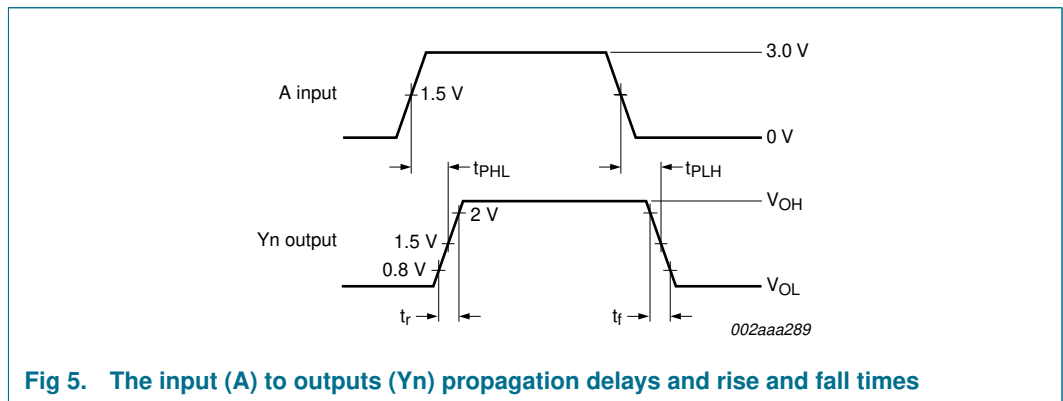 3.0 V
A input
1.5 V
0 V
tPHL
tPLH
VOH
2 V
Yn output
1.5 V
0.8 V
VOL
tr
tf
002aaa289
Fig 5. The input (A) to outputs (Yn) propagation delays and rise and fall times